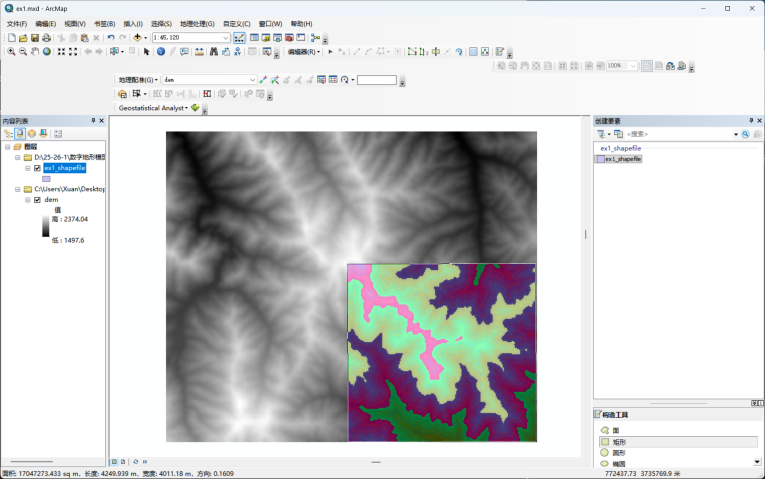 ex1.mxd - ArcMap
文件(F) 编辑(E) 视图(V) 书签(B) 插入(I) 选择(S) 地理处理(G) 自定义(C) 窗口(W) 帮助(H)
1:45,120
编辑器(R)
100%
地理配准(G) dem
Geostatistical Analyst
内容列表
图层
D:\25-26-1\数字地形模型
ex1_shapefile
C:\Users\Xuan\Desktop
dem
值
高 : 2374.04
低 : 1497.6
创建要素
<搜索>
ex1_shapefile
ex1_shapefile
构造工具
面
矩形
圆形
椭圆
面积: 17047273.433 sq m, 长度: 4249.939 m, 宽度: 4011.18 m, 方向: 0.1609
772437.73 3735769.9 米